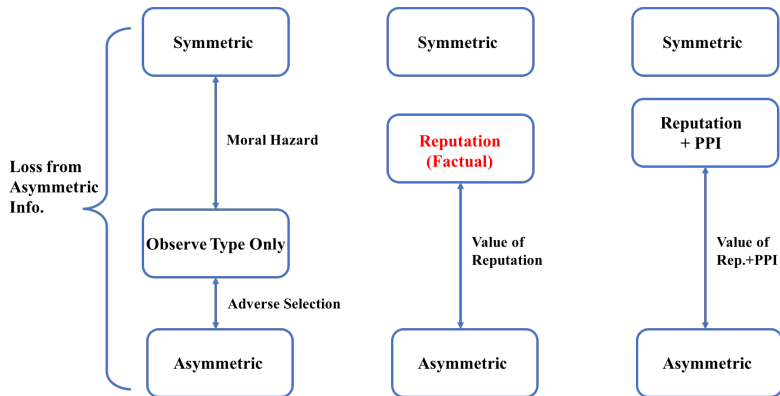 Symmetric
Moral Hazard
Loss from
Asymmetric
Info.
Observe Type Only
Adverse Selection
Asymmetric
Symmetric
Reputation
(Factual)
Value of
Reputation
Asymmetric
Symmetric
Reputation
+ PPI
Value of
Rep.+PPI
Asymmetric